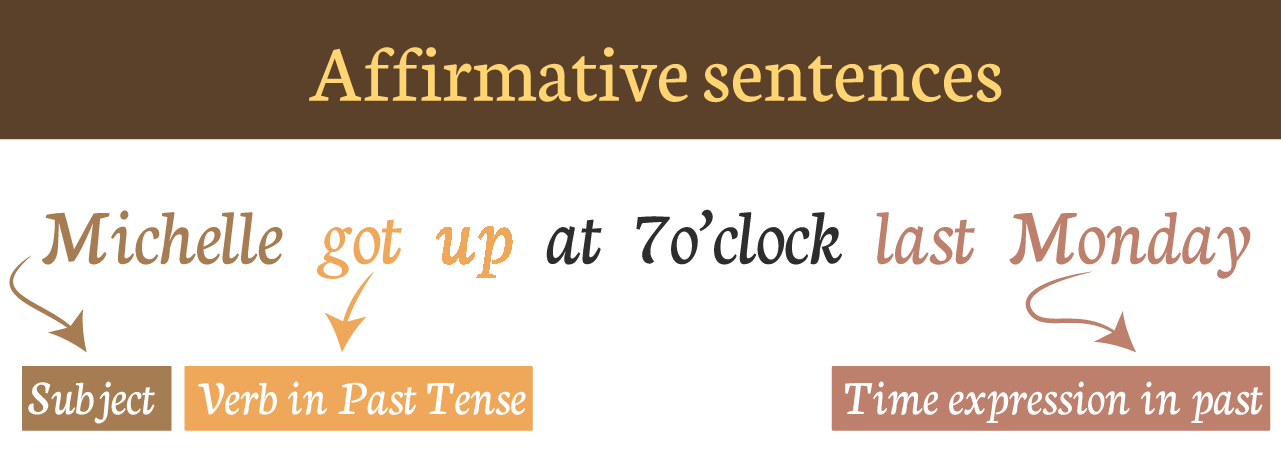 Affirmative sentences
Michelle got up at 7o’clock last Monday
Subject Verb in Past Tense Time expression in past